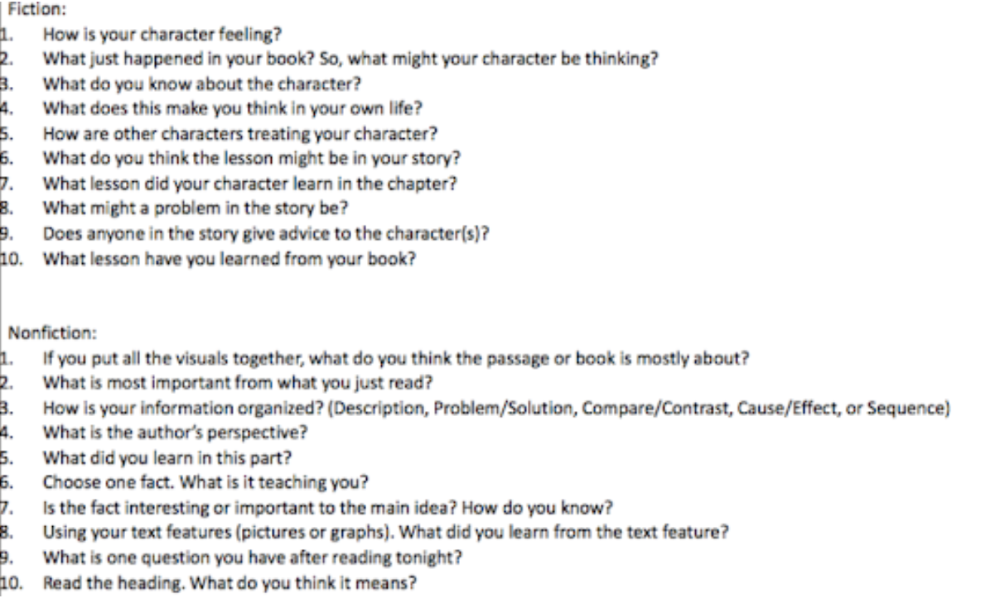 Fiction:
1. How is your character feeling?
2. What just happened in your book? So, what might your character be thinking?
3. What do you know about the character?
4. What does this make you think in your own life?
5. How are other characters treating your character?
6. What do you think the lesson might be in your story?
7. What lesson did your character learn in the chapter?
8. What might a problem in the story be?
9. Does anyone in the story give advice to the character(s)?
10. What lesson have you learned from your book?
Nonfiction:
1. If you put all the visuals together, what do you think the passage or book is mostly about?
2. What is most important from what you just read?
3. How is your information organized? (Description, Problem/Solution, Compare/Contrast, Cause/Effect, or Sequence)
4. What is the author's perspective?
5. What did you learn in this part?
6. Choose one fact. What is it teaching you?
7. Is the fact interesting or important to the main idea? How do you know?
8. Using your text features (pictures or graphs). What did you learn from the text feature?
9. What is one question you have after reading tonight?
10. Read the heading. What do you think it means?